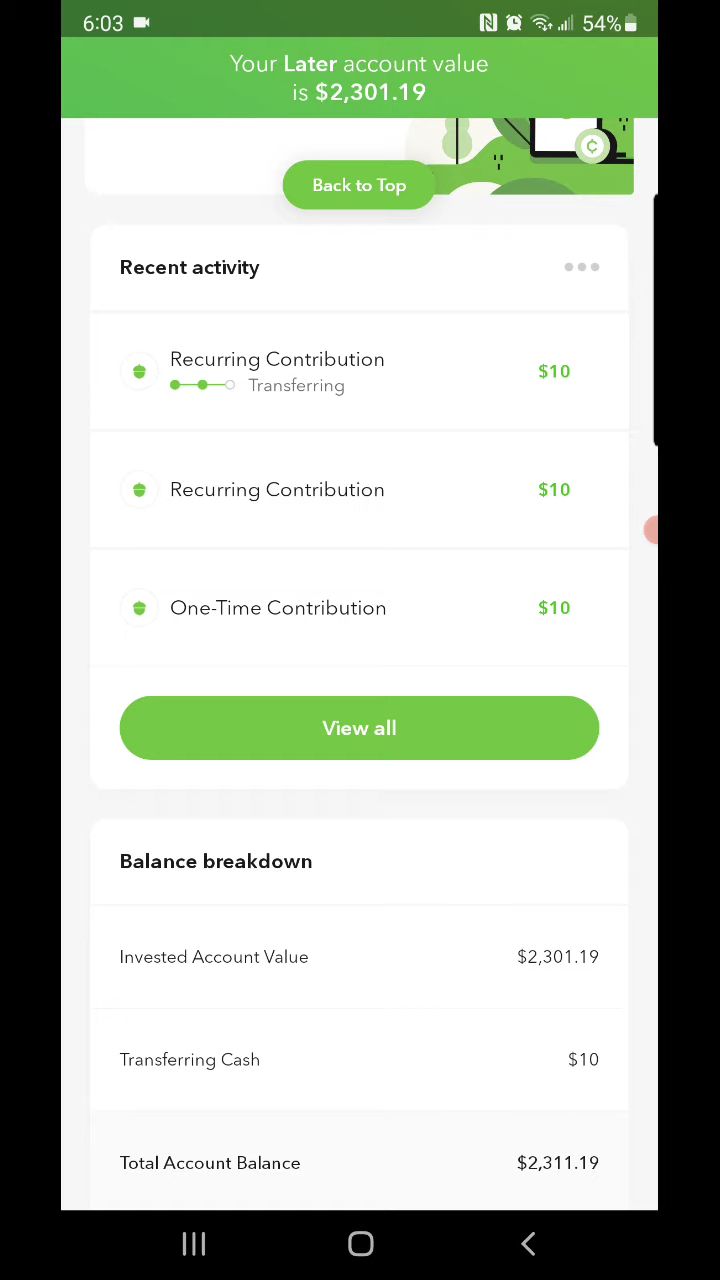 6:03 54%
Your Later account value
is $2,301.19
¢
Back to Top
Recent activity
Recurring Contribution
$10
Transferring
Recurring Contribution $10
One-Time Contribution $10
View all
Balance breakdown
Invested Account Value $2,301.19
Transferring Cash $10
Total Account Balance $2,311.19